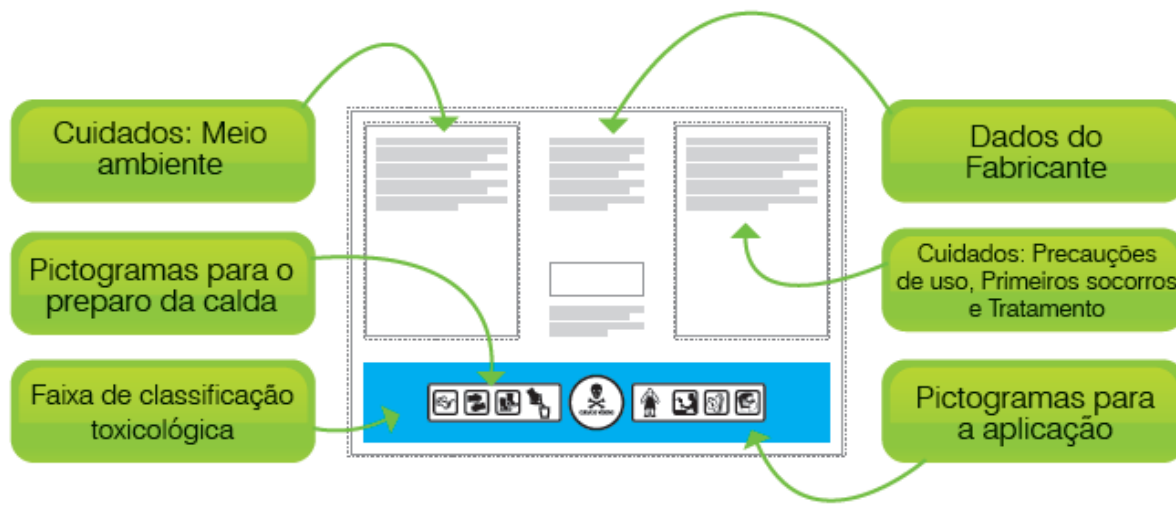 Cuidados: Meio
ambiente
Pictogramas para o
preparo da calda
Faixa de classificação
toxicológica
Dados do
Fabricante
Cuidados: Precauções
de uso, Primeiros socorros
e Tratamento
Pictogramas para
a aplicação